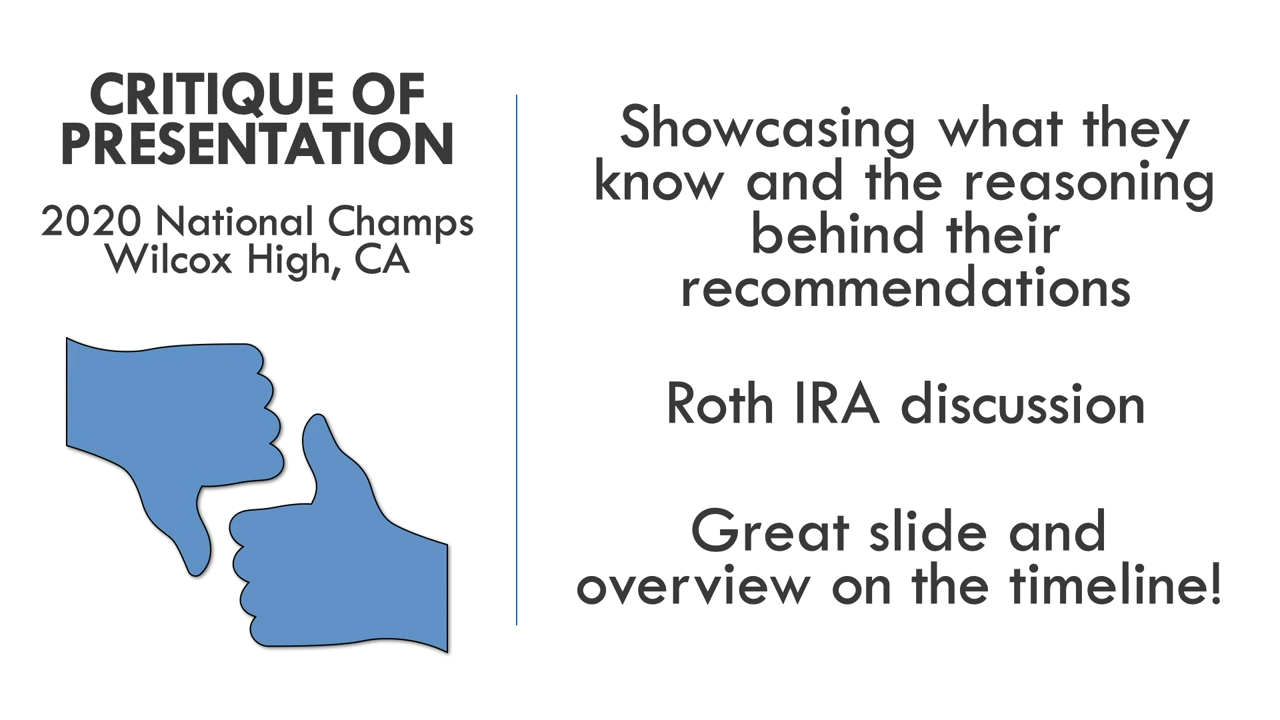 CRITIQUE OF
PRESENTATION
2020 National Champs
Wilcox High, CA
Showcasing what they
know and the reasoning
behind their
recommendations
Roth IRA discussion
Great slide and
overview on the timeline!